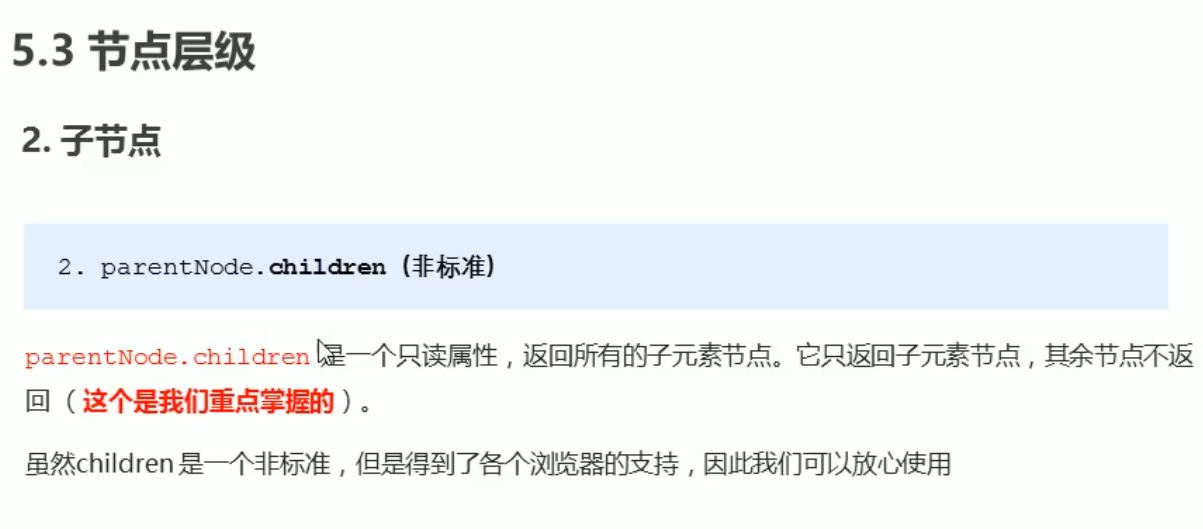 5.3 节点层级
2. 子节点
2. parentNode.children（非标准）
parentNode.children 是一个只读属性，返回所有的子元素节点。它只返回子元素节点，其余节点不返
回（这个是我们重点掌握的）。
虽然children 是一个非标准，但是得到了各个浏览器的支持，因此我们可以放心使用